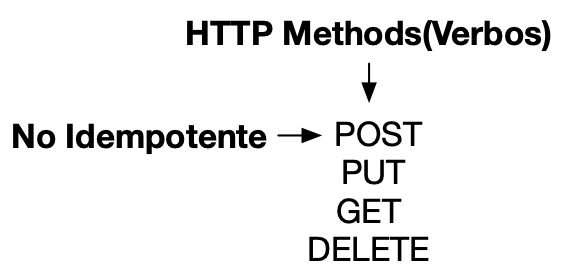 HTTP Methods(Verbos)
No Idempotente POST
PUT
GET
DELETE